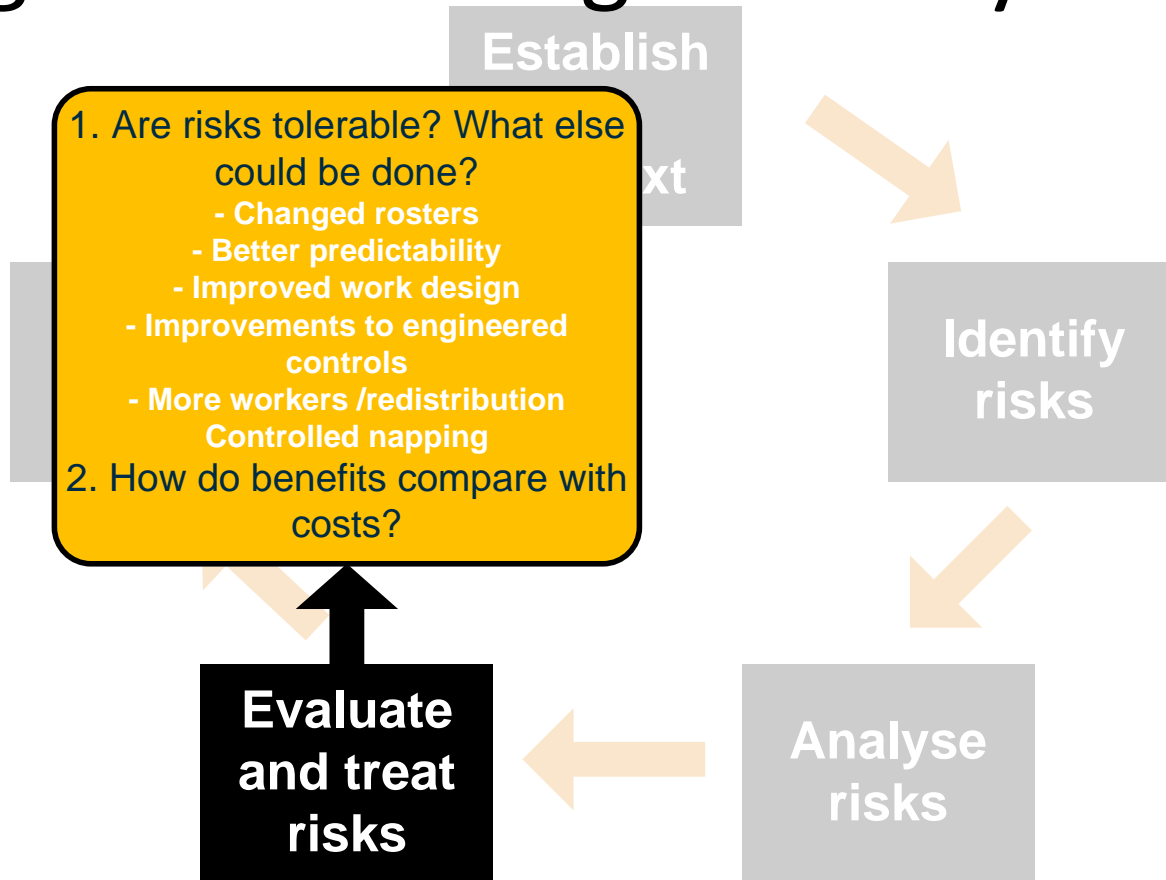 Establish
xt
1. Are risks tolerable? What else
could be done?
- Changed rosters
- Better predictability
- Improved work design
- Improvements to engineered
controls
- More workers /redistribution
Controlled napping
2. How do benefits compare with
costs?
Identify
risks
Analyse
risks
Evaluate
and treat
risks